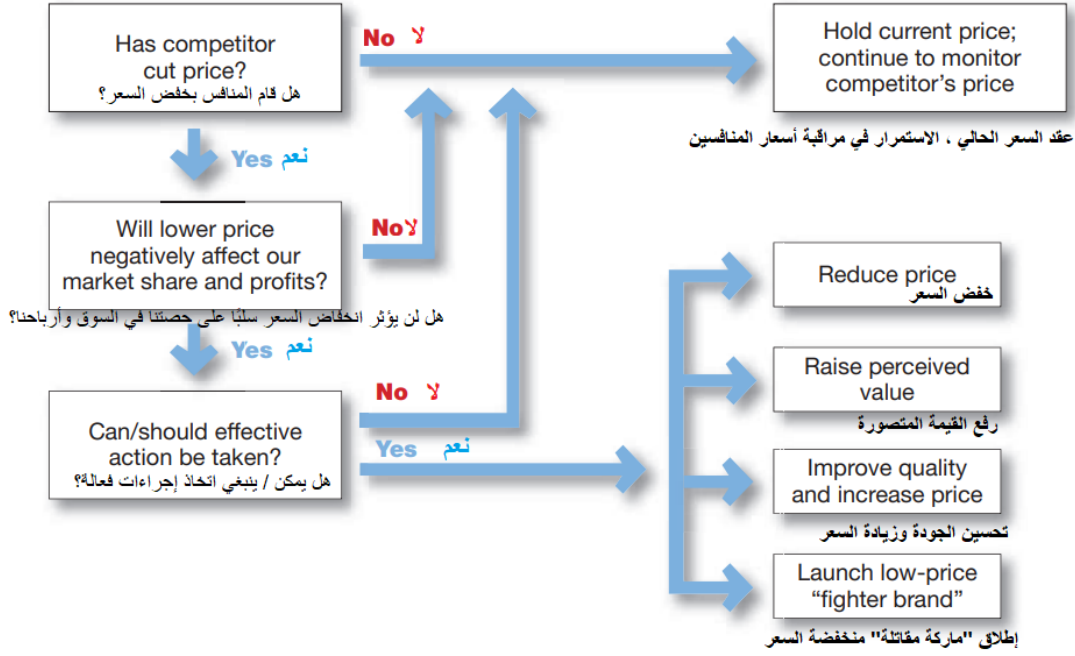 Has competitor
cut price?
هل قام المنافس بخفض السعر؟
No لا
Hold current price;
continue to monitor
competitor's price
عقد السعر الحالي ، الاستمرار في مراقبة أسعار المنافسين
Yes نعم
Will lower price
negatively affect our
market share and profits?
هل لن يؤثر انخفاض السعر سلبًا على حصتنا في السوق وأرباحنا؟
No لا
Yes نعم
Can/should effective
action be taken?
هل يمكن / ينبغي اتخاذ إجراءات فعالة؟
No لا
Yes نعم
Reduce price
خفض السعر
Raise perceived
value
رفع القيمة المتصورة
Improve quality
and increase price
تحسين الجودة وزيادة السعر
Launch low-price
“fighter brand”
إطلاق "ماركة مقاتلة" منخفضة السعر